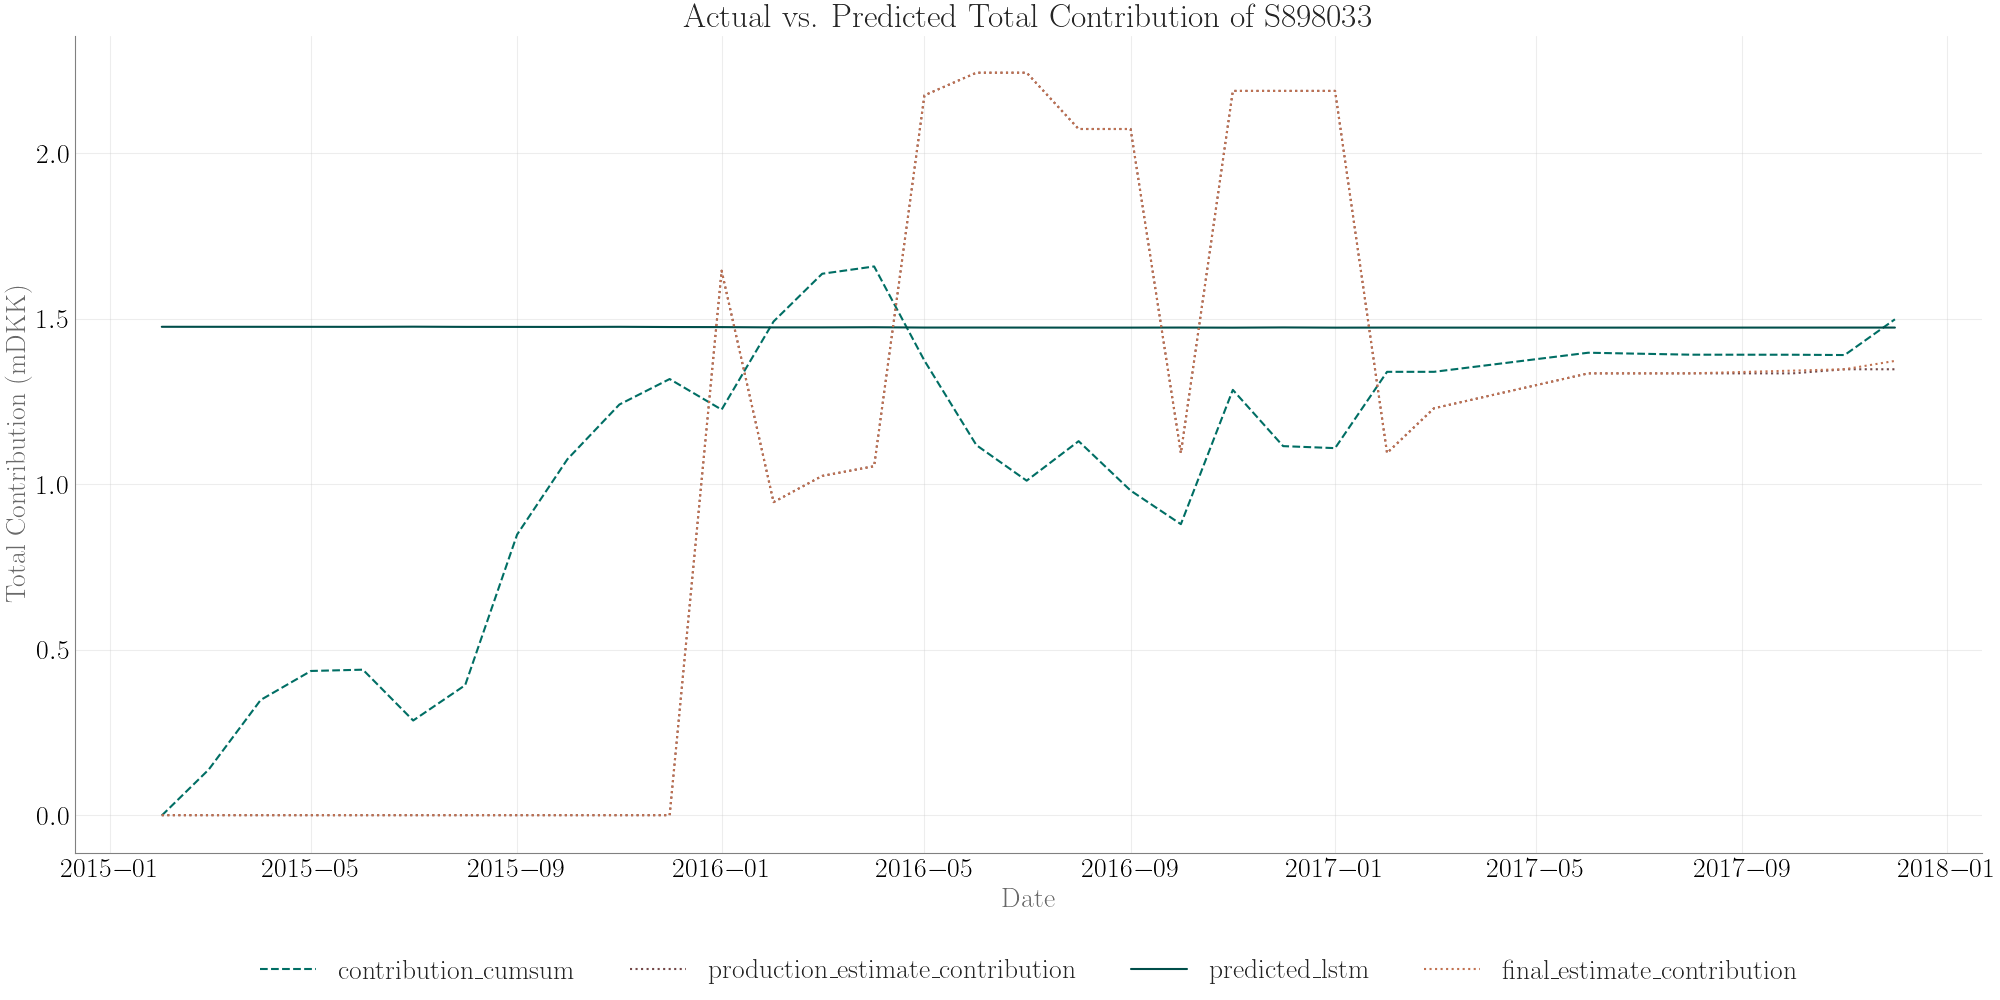 Actual vs. Predicted Total Contribution of S898033
Total Contribution (mDKK)
2.0
1.5
1.0
0.5
0.0
2015–01 2015–05 2015–09 2016–01 2016–05 2016–09 2017–01 2017–05 2017–09 2018–01
Date
contribution_cumsum production_estimate_contribution predicted_lstm final_estimate_contribution